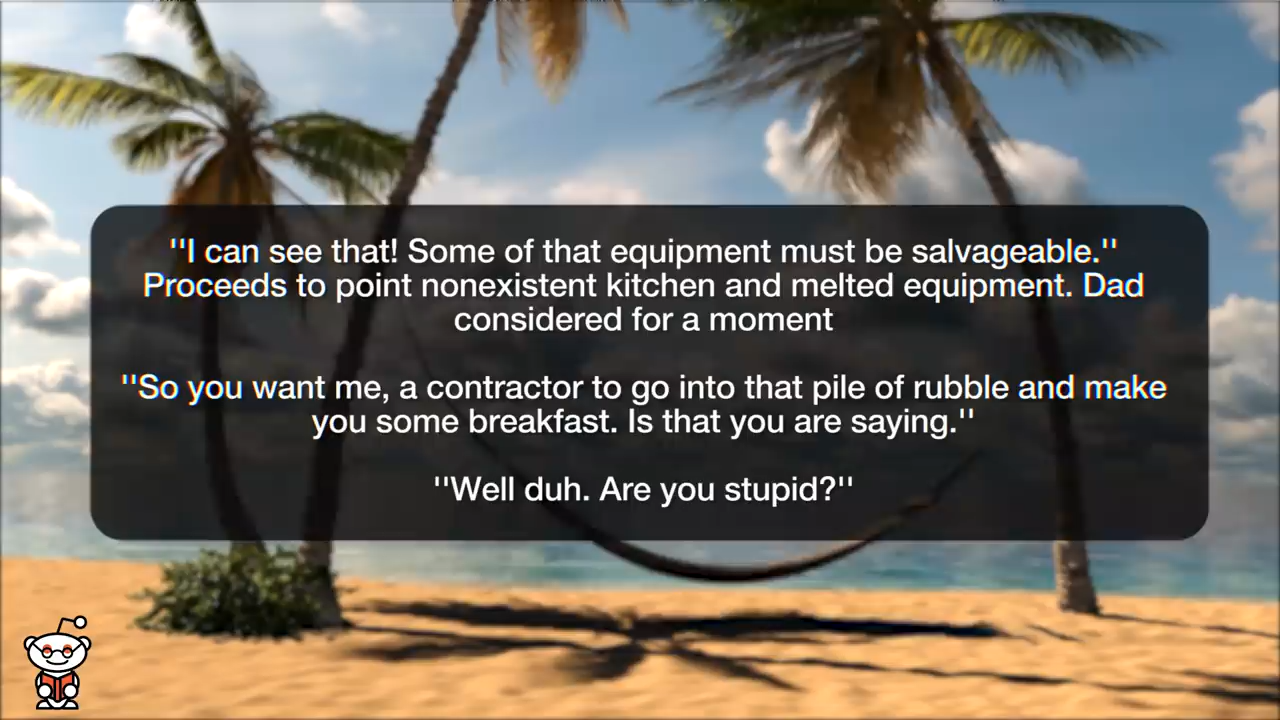 ''I can see that! Some of that equipment must be salvageable.''
Proceeds to point nonexistent kitchen and melted equipment. Dad
considered for a moment
''So you want me, a contractor to go into that pile of rubble and make
you some breakfast. Is that you are saying.''
''Well duh. Are you stupid?''